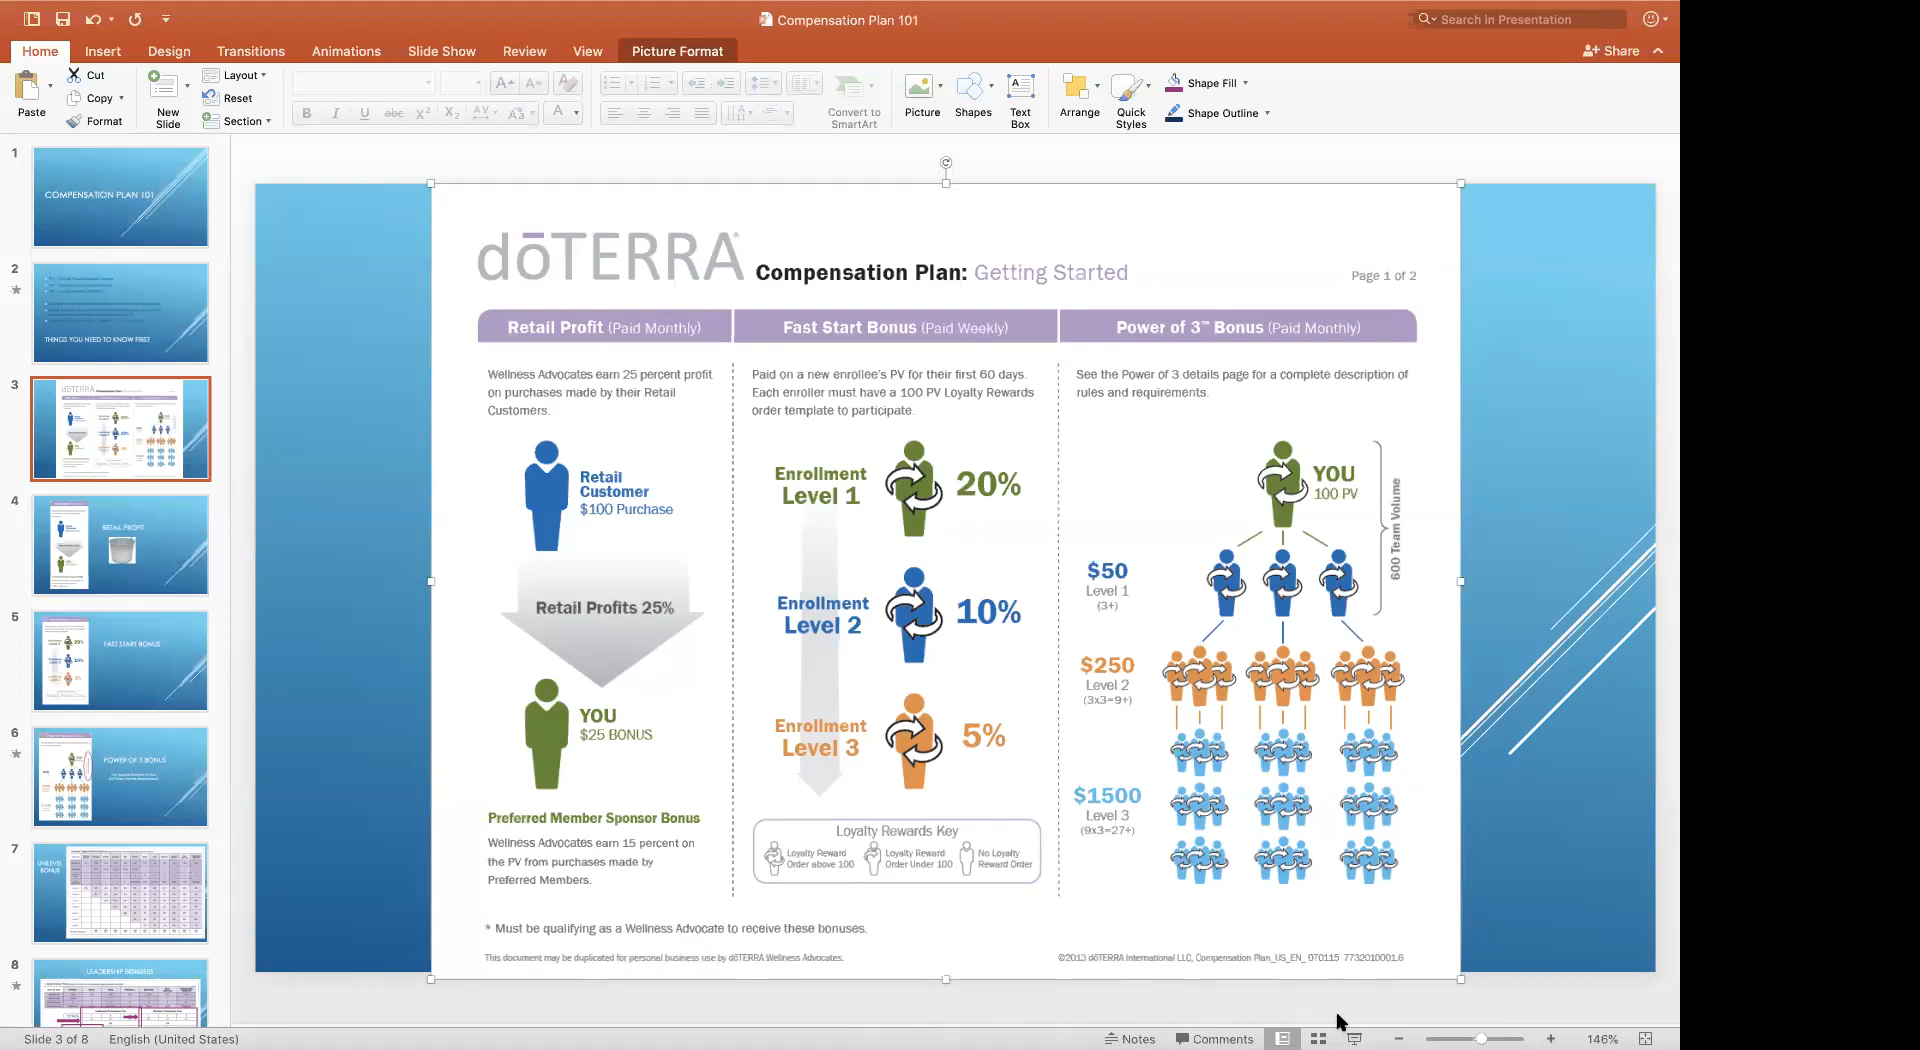 Compensation Plan 101
Search in Presentation
Home Insert Design Transitions Animations Slide Show Review View Picture Format
Share
Paste
Cut
Copy
Format
New Slide
Layout
Reset
Section
Convert to SmartArt
Picture
Shapes
Text Box
Arrange
Quick Styles
Shape Fill
Shape Outline
1
COMPENSATION PLAN 101
2
THINGS YOU NEED TO KNOW FIRST
3
4
RETAIL PROFIT
5
FAST START BONUS
6
POWER OF 3 BONUS
7
UNILEVEL BONUS
8
LEADERSHIP BONUSES
dōTERRA Compensation Plan: Getting Started
Page 1 of 2
Retail Profit (Paid Monthly)
Wellness Advocates earn 25 percent profit
on purchases made by their Retail
Customers.
Retail
Customer
$100 Purchase
Retail Profits 25%
YOU
$25 BONUS
Preferred Member Sponsor Bonus
Wellness Advocates earn 15 percent on
the PV from purchases made by
Preferred Members.
Fast Start Bonus (Paid Weekly)
Paid on a new enrollee's PV for their first 60 days.
Each enroller must have a 100 PV Loyalty Rewards
order template to participate.
Enrollment
Level 1
20%
Enrollment
Level 2
10%
Enrollment
Level 3
5%
Loyalty Rewards Key
Loyalty Reward
Order above 100
Loyalty Reward
Order Under 100
No Loyalty
Reward Order
Power of 3™ Bonus (Paid Monthly)
See the Power of 3 details page for a complete description of
rules and requirements.
YOU
100 PV
600 Team Volume
$50
Level 1
(3+)
$250
Level 2
(3x3=9+)
$1500
Level 3
(9x3=27+)
* Must be qualifying as a Wellness Advocate to receive these bonuses.
This document may be duplicated for personal business use by dōTERRA Wellness Advocates.
©2013 dōTERRA International LLC, Compensation Plan_US_EN_ 070115 7732010001.6
Slide 3 of 8
English (United States)
Notes
Comments
146%